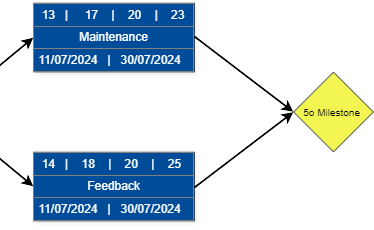 13 | 17 | 20 | 23
Maintenance
11/07/2024 | 30/07/2024
5o Milestone
14 | 18 | 20 | 25
Feedback
11/07/2024 | 30/07/2024